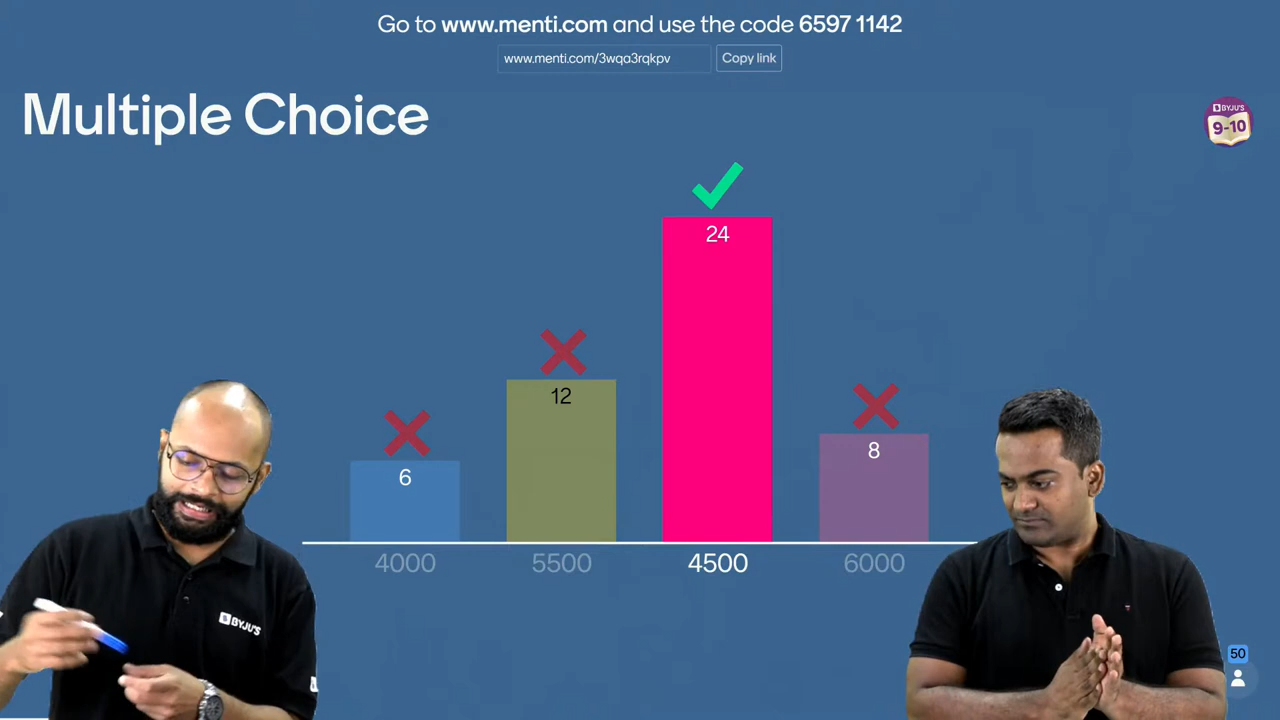 Go to www.menti.com and use the code 6597 1142
www.menti.com/3wqa3rqkpv
Copy link
Multiple Choice
BYJU'S
9-10
24
12
8
6
4000
5500
4500
6000
BYJU'S
50